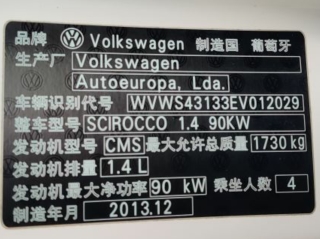 品牌 Volkswagen 制造国 葡萄牙
生产厂 Volkswagen
Autoeuropa, Lda.
车辆识别代号 WVWS43133EV012029
整车型号 SCIROCCO 1.4 90KW
发动机型号 CMS 最大允许总质量 1730 kg
发动机排量 1.4 L
发动机最大净功率 90 kW 乘坐人数 4
制造年月 2013.12